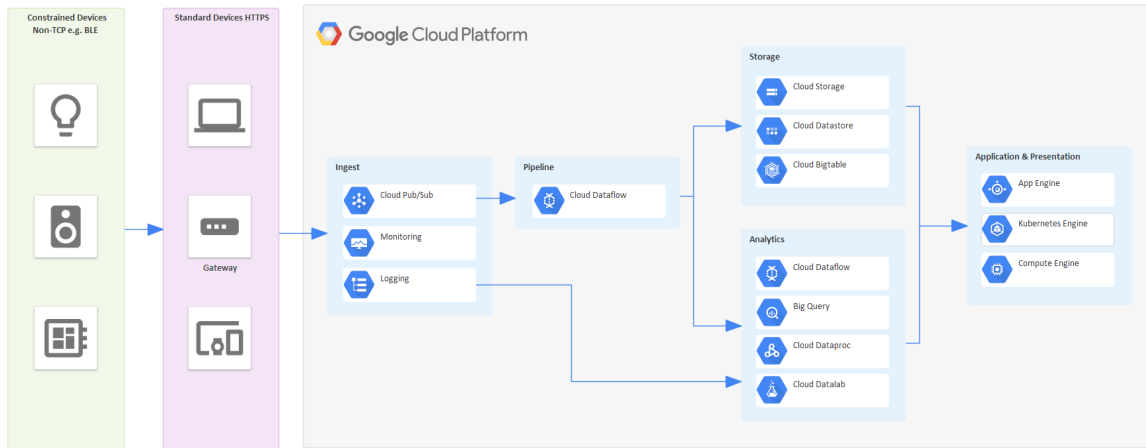 Constrained Devices
Non-TCP e.g. BLE
Standard Devices HTTPS
Gateway
Google Cloud Platform
Ingest
Cloud Pub/Sub
Monitoring
Logging
Pipeline
Cloud Dataflow
Storage
Cloud Storage
Cloud Datastore
Cloud Bigtable
Analytics
Cloud Dataflow
Big Query
Cloud Dataproc
Cloud Datalab
Application & Presentation
App Engine
Kubernetes Engine
Compute Engine